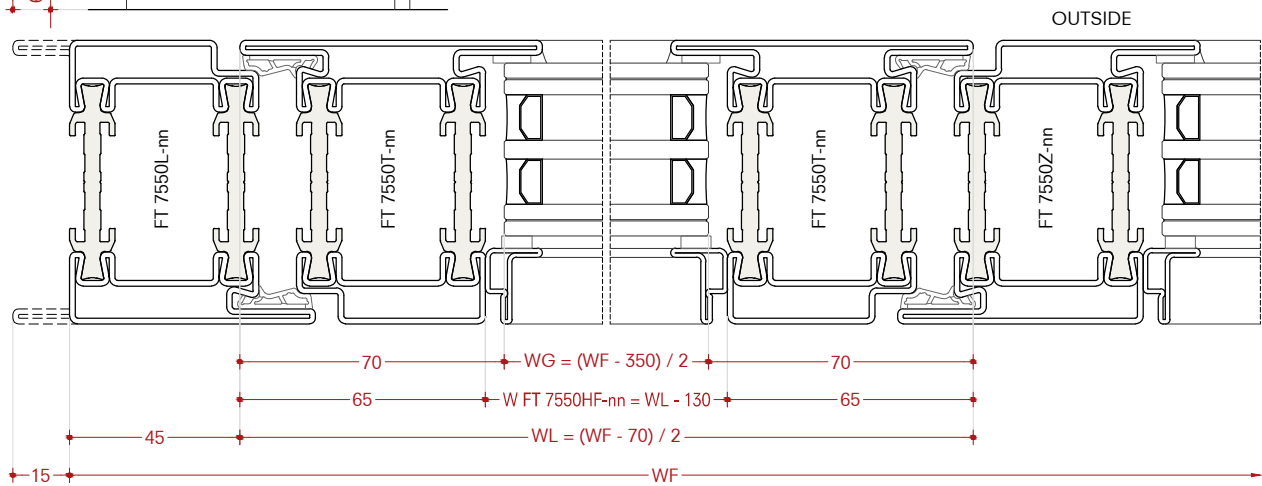 OUTSIDE
FT 7550L-nn
FT 7550T-nn
FT 7550T-nn
FT 7550Z-nn
70
WG = (WF - 350) / 2
70
65
W FT 7550HF-nn = WL - 130
65
45
WL = (WF - 70) / 2
15
WF